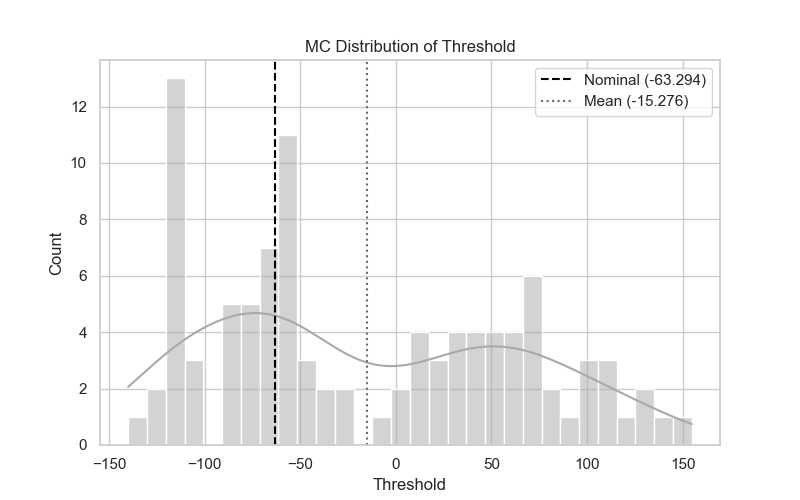 MC Distribution of Threshold
Nominal (-63.294)
Mean (-15.276)
Count
12
10
8
6
4
2
0
−150
−100
−50
0
50
100
150
Threshold